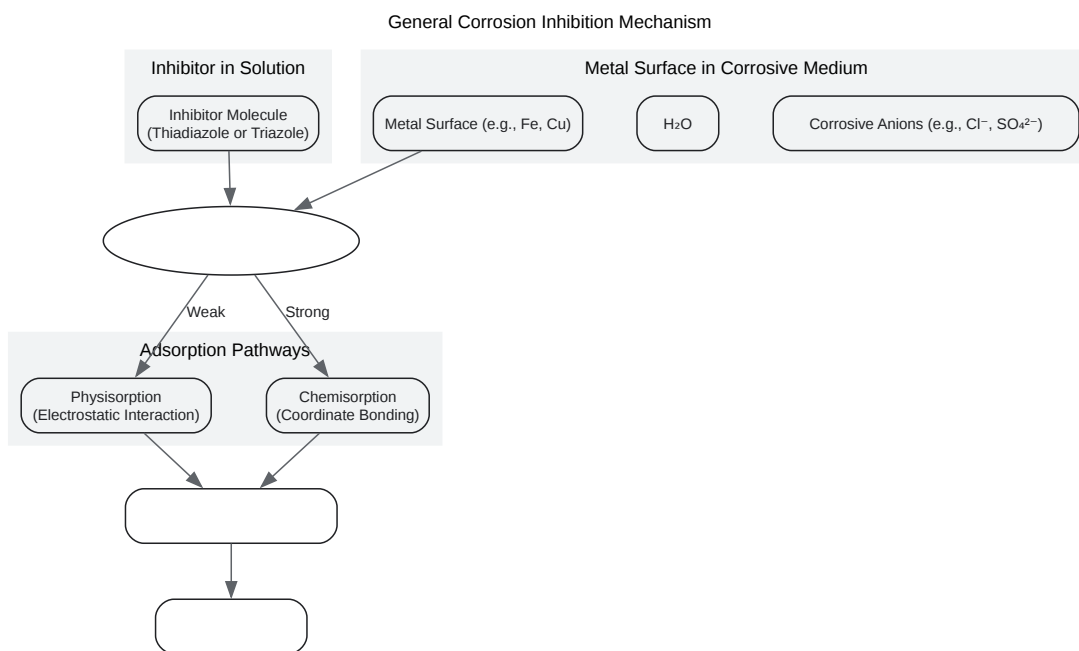 General Corrosion Inhibition Mechanism
Inhibitor in Solution
Metal Surface in Corrosive Medium
Inhibitor Molecule
(Thiadiazole or Triazole)
Metal Surface (e.g., Fe, Cu)
H₂O
Corrosive Anions (e.g., Cl⁻, SO₄²⁻)
Weak
Strong
Adsorption Pathways
Physisorption
(Electrostatic Interaction)
Chemisorption
(Coordinate Bonding)